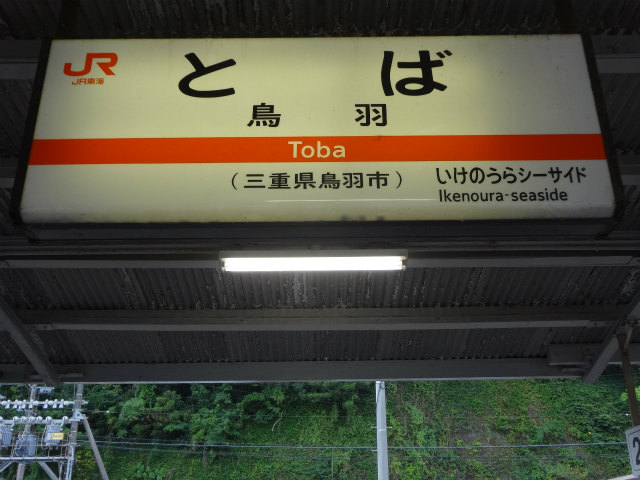 JR
JR東海
とば
鳥羽
Toba
（三重県鳥羽市）
いけのうらシーサイド
Ikenoura-seaside
2